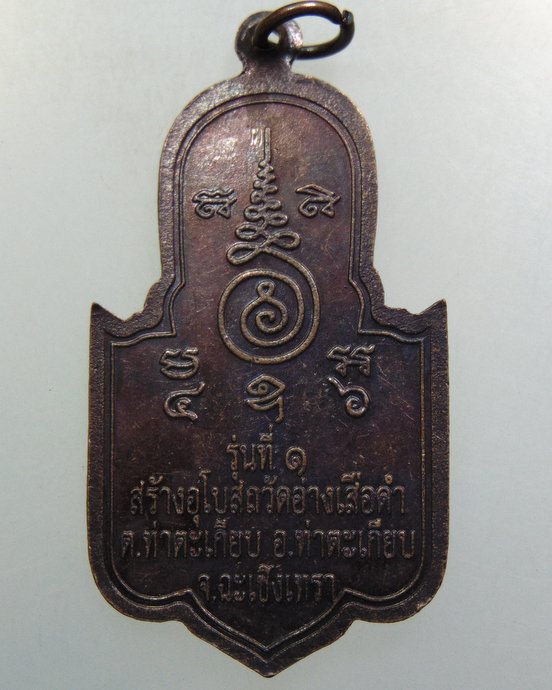 รุ่นที่ ๑
สร้างอุโบสถวัดอ่างเสือดำ
ต.ท่าตะเกียบ อ.ท่าตะเกียบ
จ.ฉะเชิงเทรา